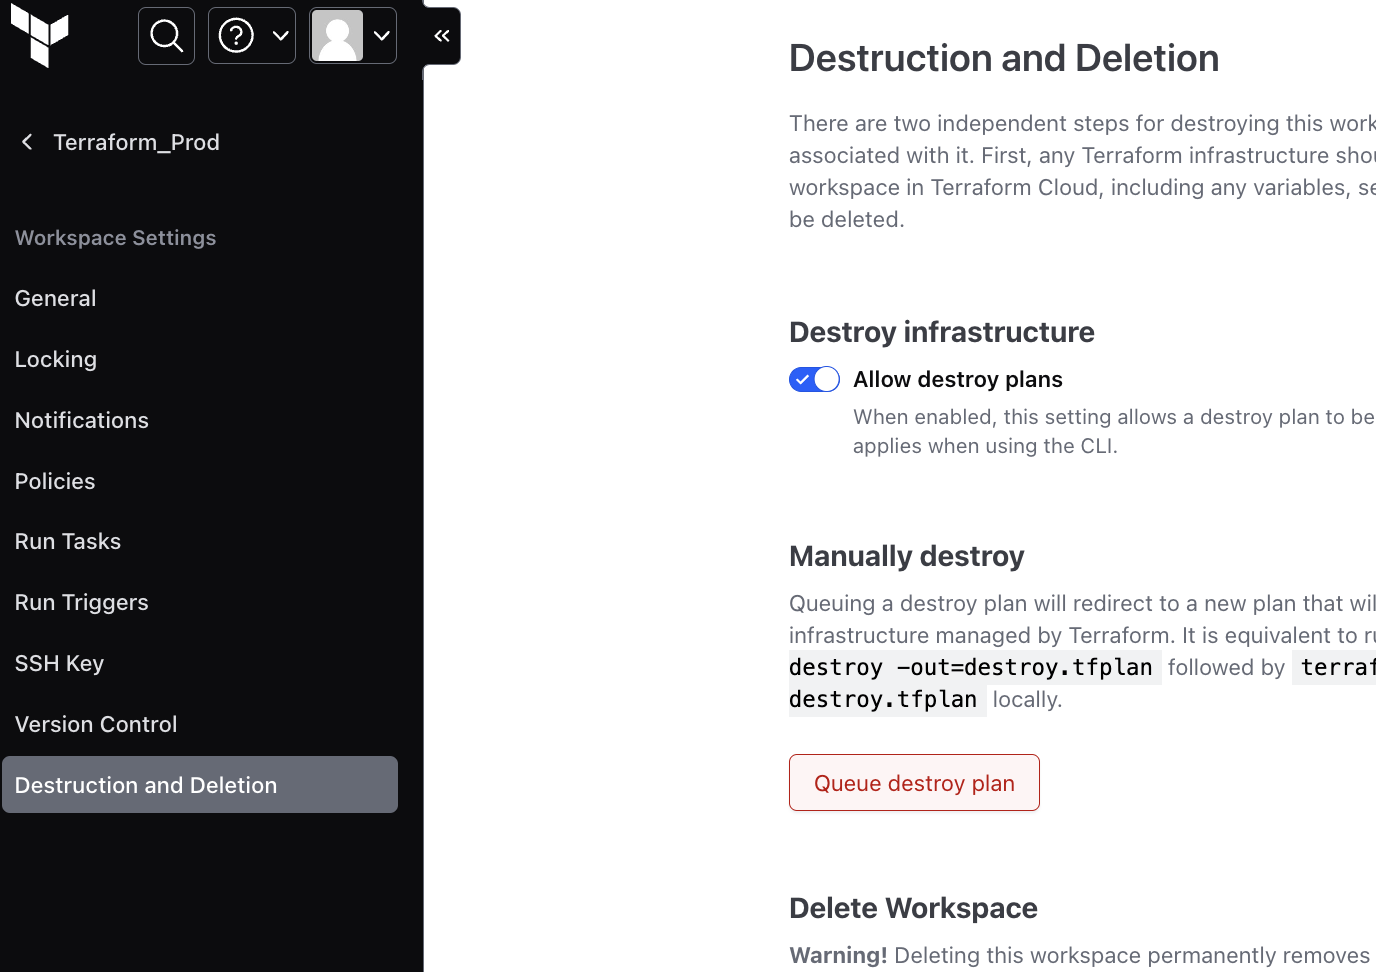 Terraform_Prod
Workspace Settings
General
Locking
Notifications
Policies
Run Tasks
Run Triggers
SSH Key
Version Control
Destruction and Deletion
Destruction and Deletion
There are two independent steps for destroying this work
associated with it. First, any Terraform infrastructure shou
workspace in Terraform Cloud, including any variables, se
be deleted.
Destroy infrastructure
Allow destroy plans
When enabled, this setting allows a destroy plan to be
applies when using the CLI.
Manually destroy
Queuing a destroy plan will redirect to a new plan that wil
infrastructure managed by Terraform. It is equivalent to ru
destroy -out=destroy.tfplan followed by terraf
destroy.tfplan locally.
Queue destroy plan
Delete Workspace
Warning! Deleting this workspace permanently removes